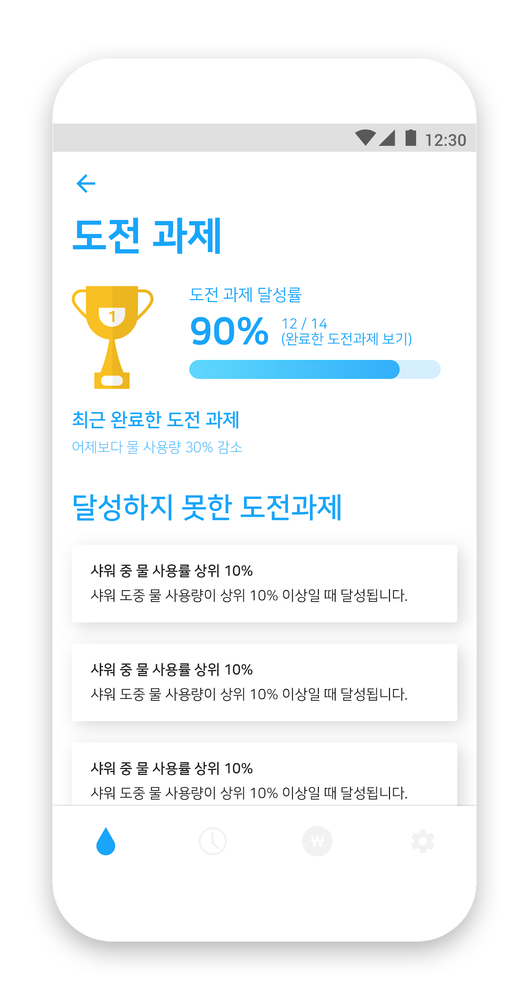 12:30
도전 과제
1
도전 과제 달성률
90%
12 / 14
(완료한 도전과제 보기)
최근 완료한 도전 과제
어제보다 물 사용량 30% 감소
달성하지 못한 도전과제
샤워 중 물 사용률 상위 10%
샤워 도중 물 사용량이 상위 10% 이상일 때 달성됩니다.
샤워 중 물 사용률 상위 10%
샤워 도중 물 사용량이 상위 10% 이상일 때 달성됩니다.
샤워 중 물 사용률 상위 10%
샤워 도중 물 사용량이 상위 10% 이상일 때 달성됩니다.
₩